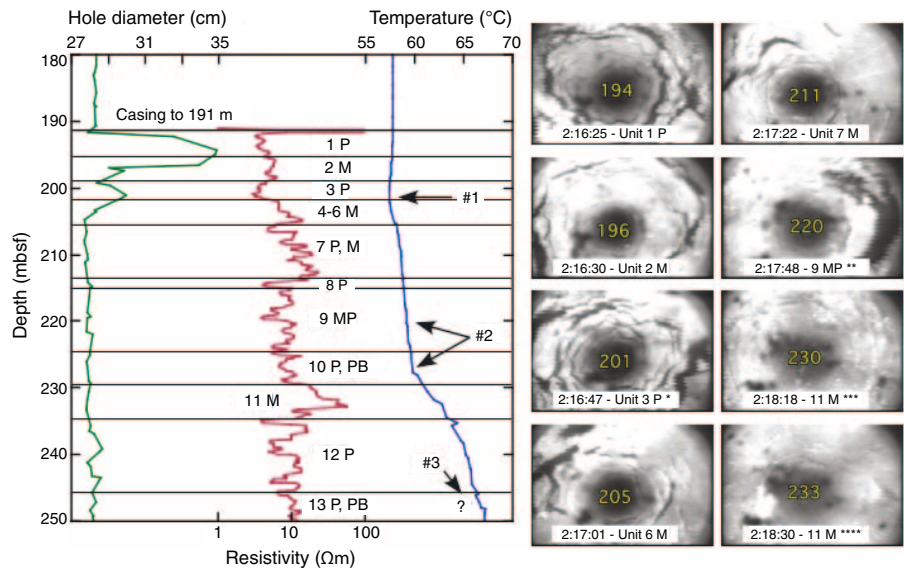 Hole diameter (cm)
Temperature (°C)
27 31 35 55 60 65 70
180
190
200
210
220
230
240
250
Depth (mbsf)
Casing to 191 m
1 P
2 M
3 P
4-6 M
7 P, M
8 P
9 MP
10 P, PB
11 M
12 P
13 P, PB
#1
#2
#3
?
1 10 100
Resistivity (Ωm)
194
2:16:25 - Unit 1 P
211
2:17:22 - Unit 7 M
196
2:16:30 - Unit 2 M
220
2:17:48 - 9 MP **
201
2:16:47 - Unit 3 P *
230
2:18:18 - 11 M ***
205
2:17:01 - Unit 6 M
233
2:18:30 - 11 M ****